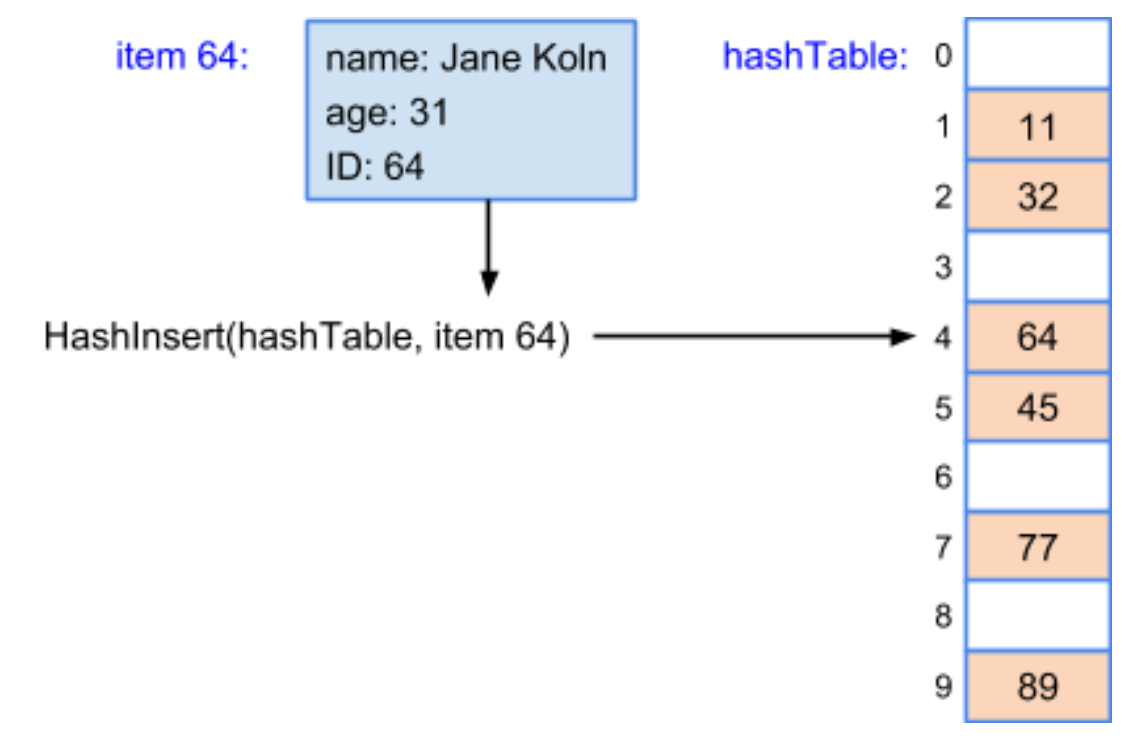 item 64:
name: Jane Koln
age: 31
ID: 64
HashInsert(hashTable, item 64)
hashTable:
0
1 11
2 32
3
4 64
5 45
6
7 77
8
9 89